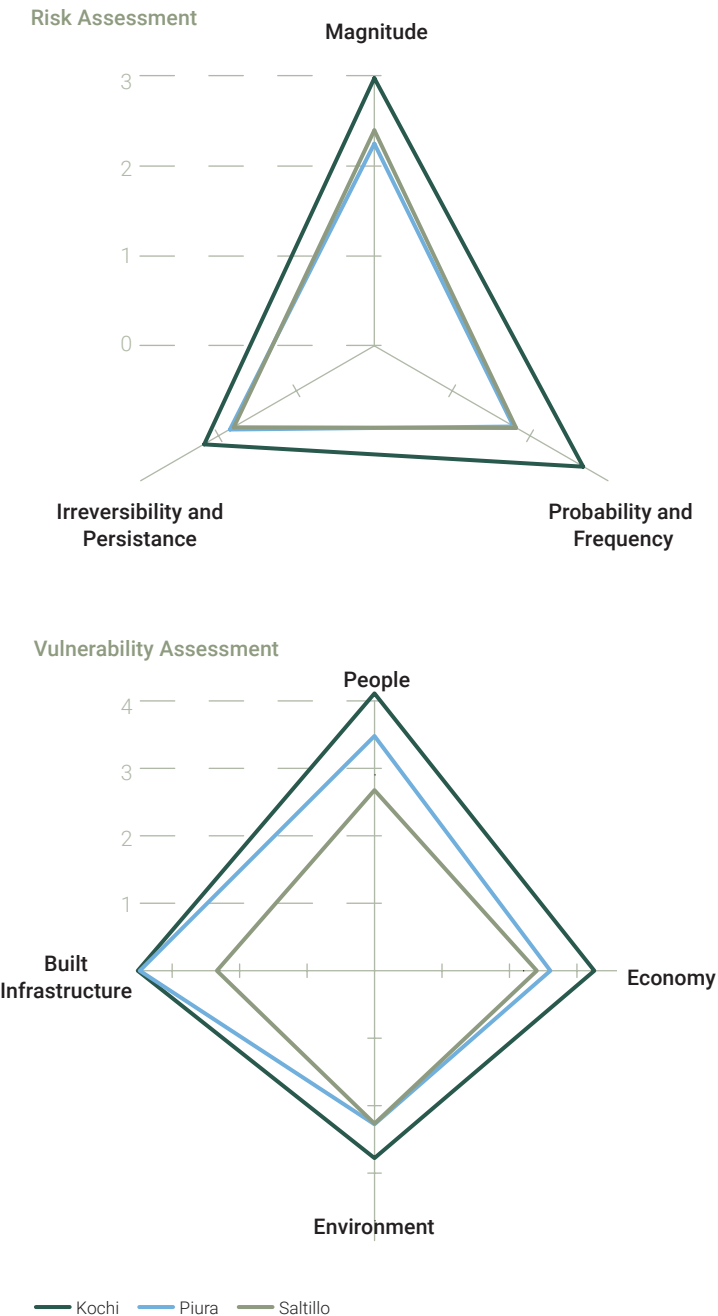 Risk Assessment
Magnitude
3
2
1
0
Irreversibility and
Persistance
Probability and
Frequency
Vulnerability Assessment
People
4
3
2
1
Built
Infrastructure
Economy
Environment
Kochi Piura Saltillo